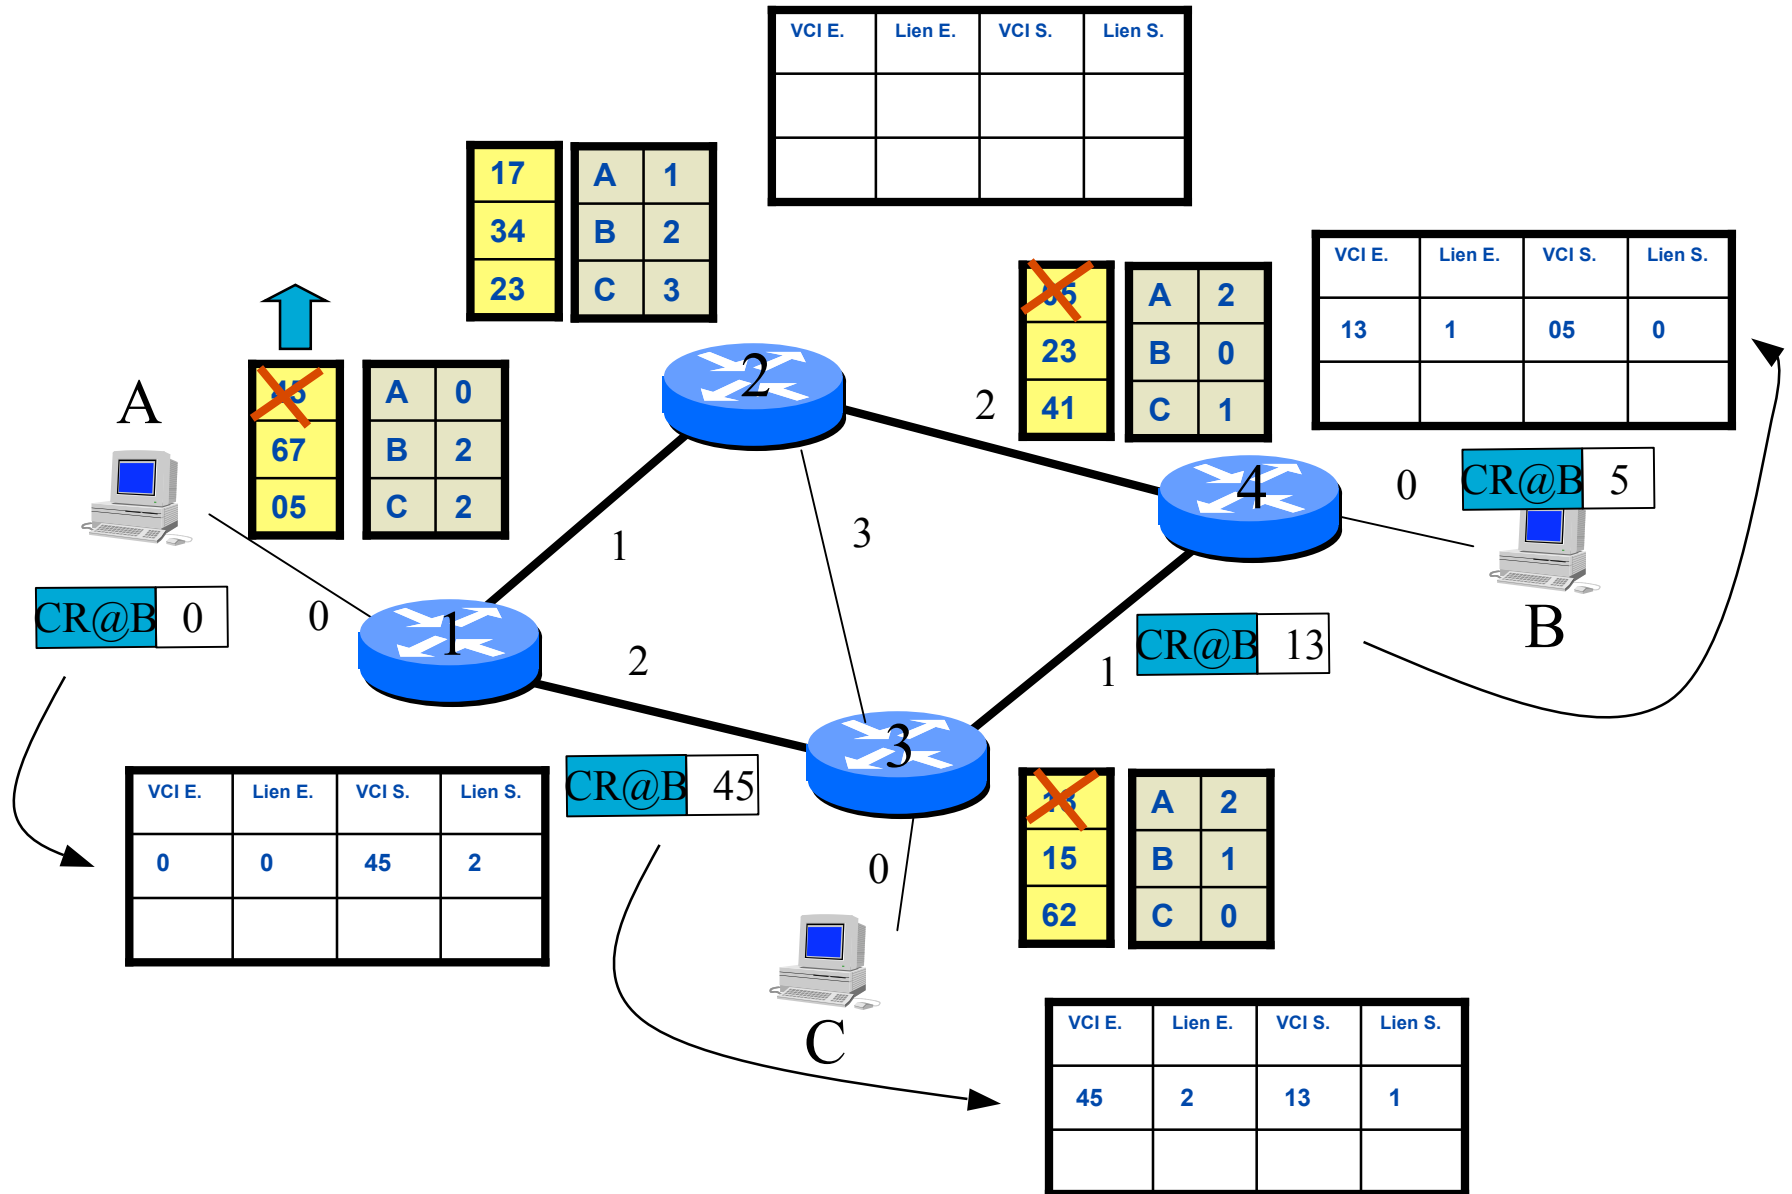 VCI E. Lien E. VCI S. Lien S.
17 A 1
34 B 2
23 C 3
VCI E. Lien E. VCI S. Lien S.
13 1 05 0
05 A 2
23 B 0
41 C 1
45 A 0
67 B 2
05 C 2
A
2
2
4
0
CR@B 5
1
3
B
CR@B 0
0
1
2
CR@B 13
1
3
CR@B 45
VCI E. Lien E. VCI S. Lien S.
0 0 45 2
0
13 A 2
15 B 1
62 C 0
C
VCI E. Lien E. VCI S. Lien S.
45 2 13 1